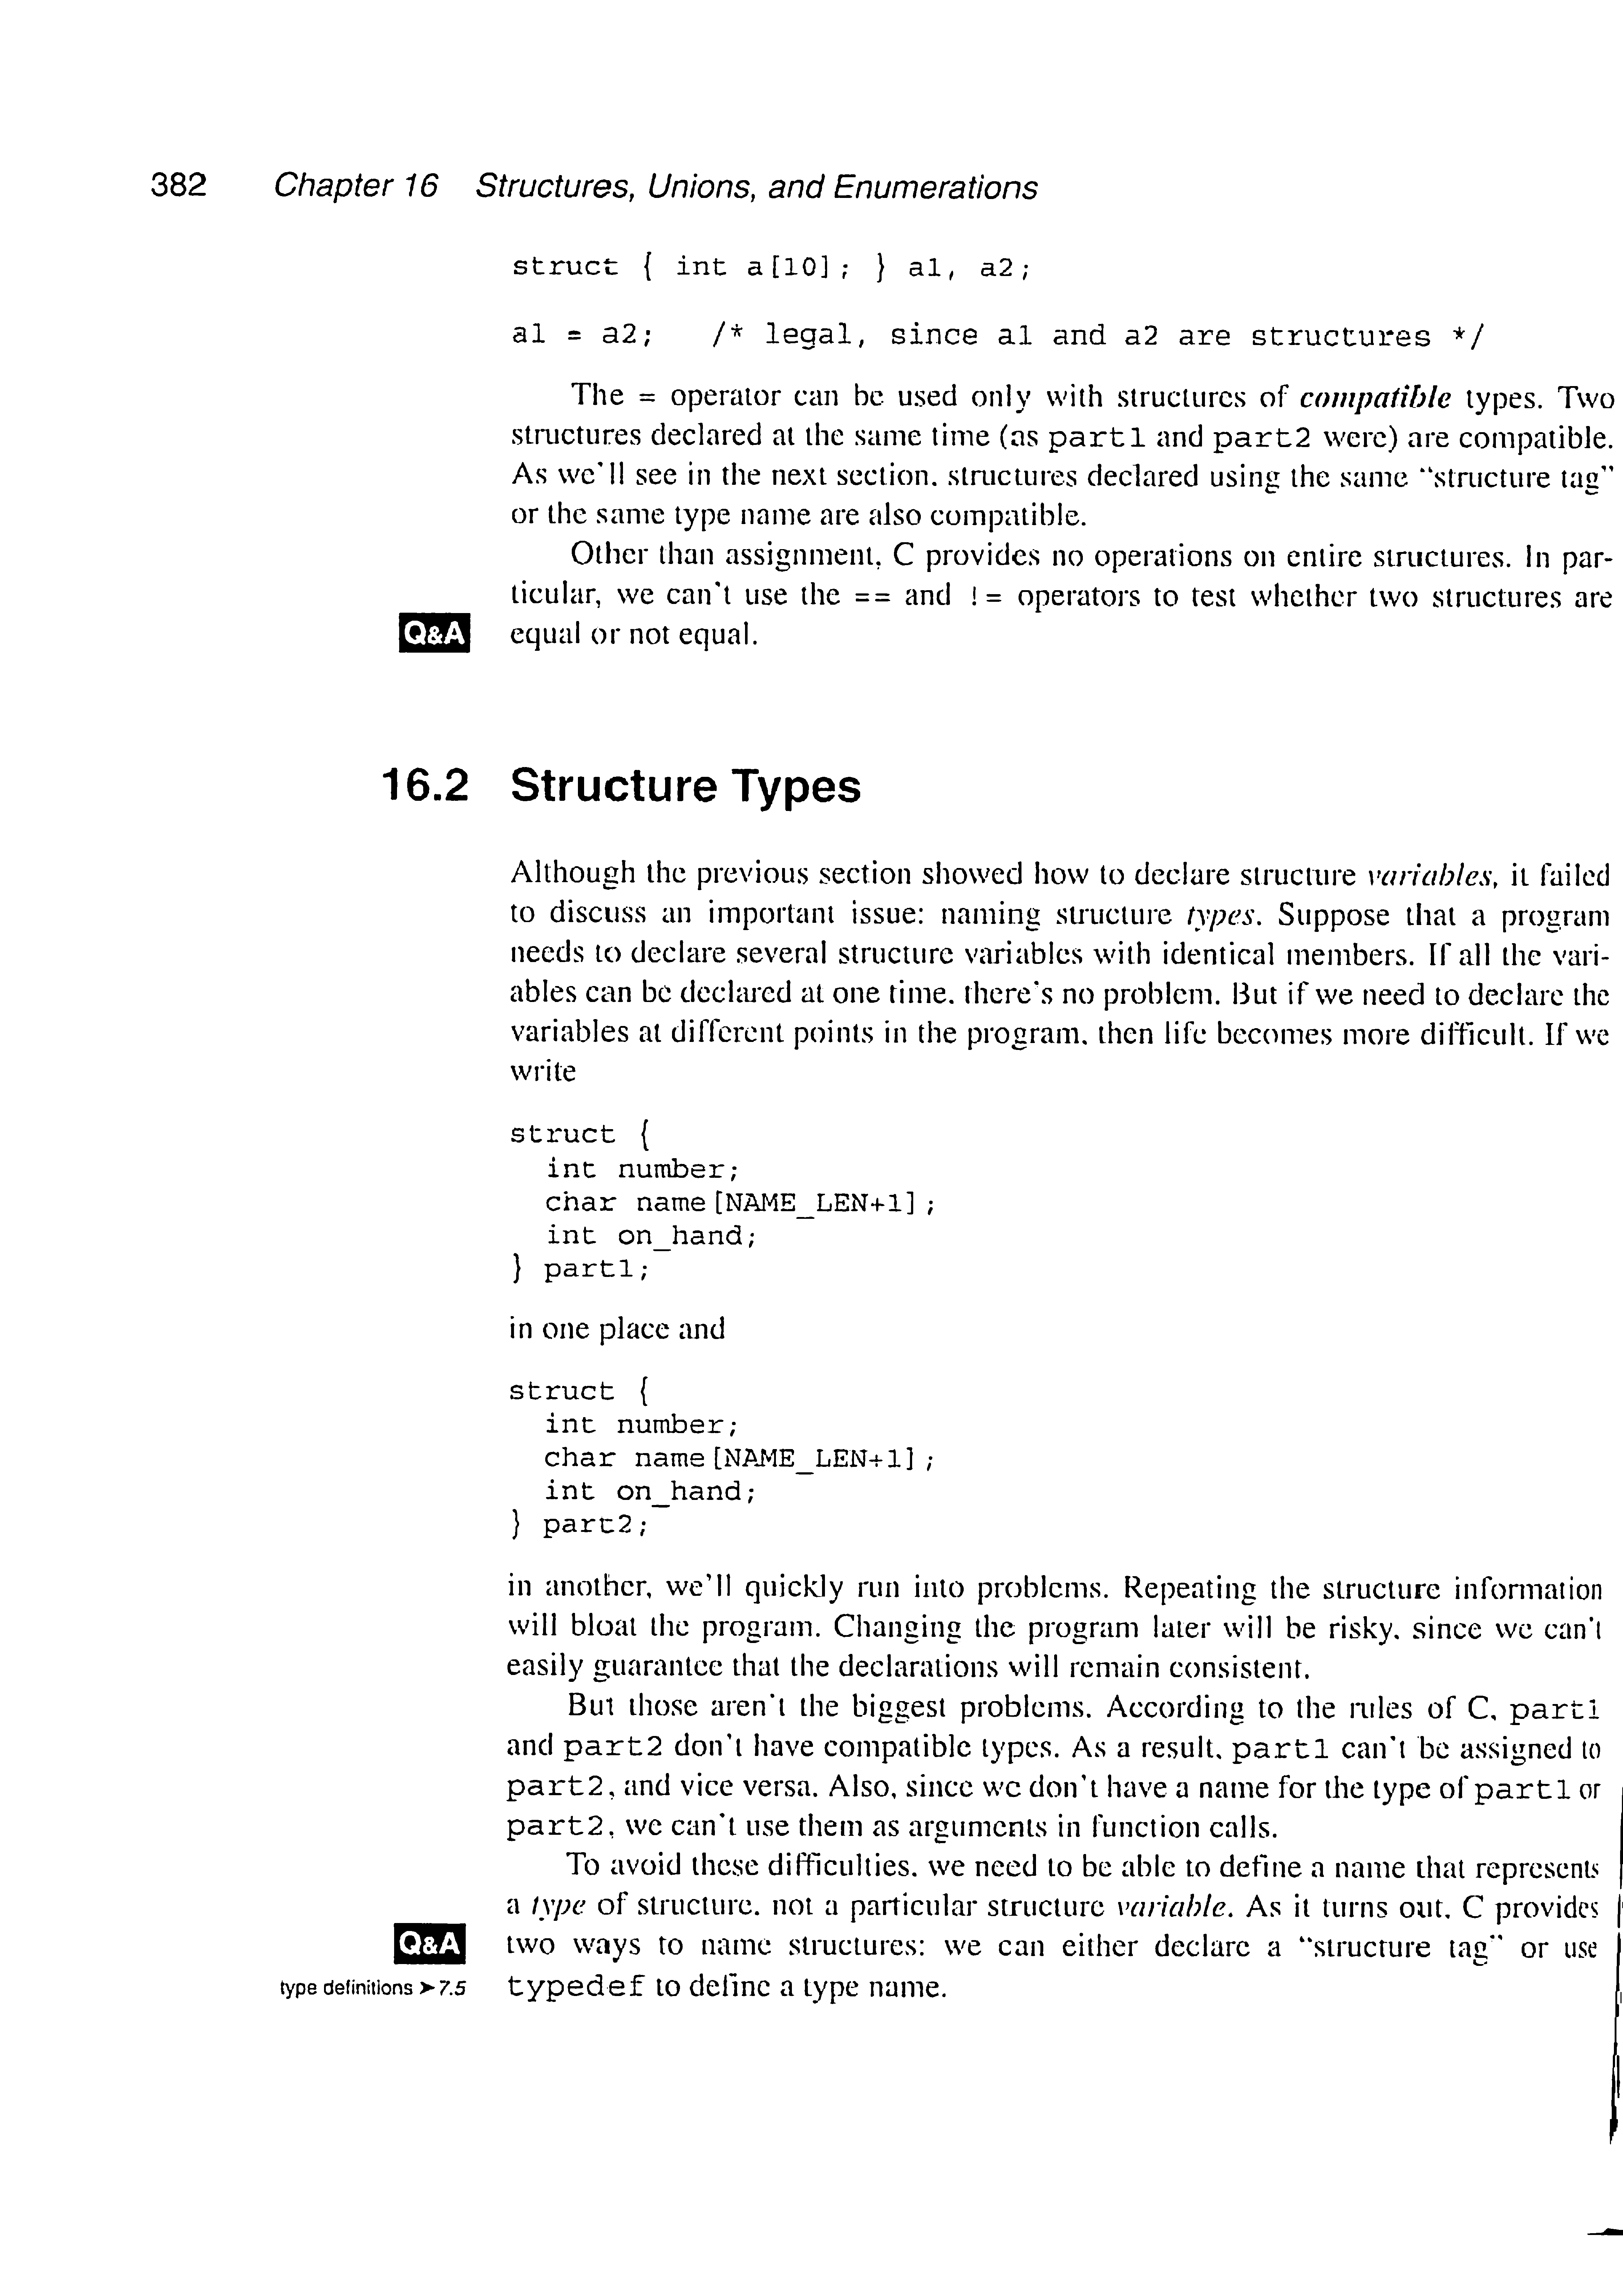 382 Chapter 16 Structures, Unions, and Enumerations
struct { int a[10]; } a1, a2;
a1 = a2; /* legal, since a1 and a2 are structures */
The = operator can be used only with structures of compatible types. Two
structures declared at the same time (as part1 and part2 were) are compatible.
As we'll see in the next section, structures declared using the same "structure tag"
or the same type name are also compatible.
Other than assignment, C provides no operations on entire structures. In par-
ticular, we can't use the == and != operators to test whether two structures are
Q&A equal or not equal.
16.2 Structure Types
Although the previous section showed how to declare structure variables, it failed
to discuss an important issue: naming structure types. Suppose that a program
needs to declare several structure variables with identical members. If all the vari-
ables can be declared at one time, there's no problem. But if we need to declare the
variables at different points in the program, then life becomes more difficult. If we
write
struct {
int number;
char name[NAME_LEN+1];
int on_hand;
} part1;
in one place and
struct {
int number;
char name[NAME_LEN+1];
int on_hand;
} part2;
in another, we'll quickly run into problems. Repeating the structure information
will bloat the program. Changing the program later will be risky, since we can't
easily guarantee that the declarations will remain consistent.
But those aren't the biggest problems. According to the rules of C, part1
and part2 don't have compatible types. As a result, part1 can't be assigned to
part2, and vice versa. Also, since we don't have a name for the type of part1 or
part2, we can't use them as arguments in function calls.
To avoid these difficulties, we need to be able to define a name that represents
a type of structure, not a particular structure variable. As it turns out, C provides
Q&A two ways to name structures: we can either declare a "structure tag" or use
type definitions ➤7.5 typedef to define a type name.